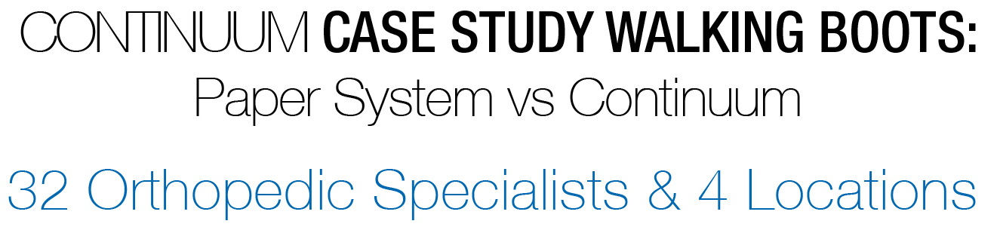 CONTINUUM CASE STUDY WALKING BOOTS:
Paper System vs Continuum
32 Orthopedic Specialists & 4 Locations